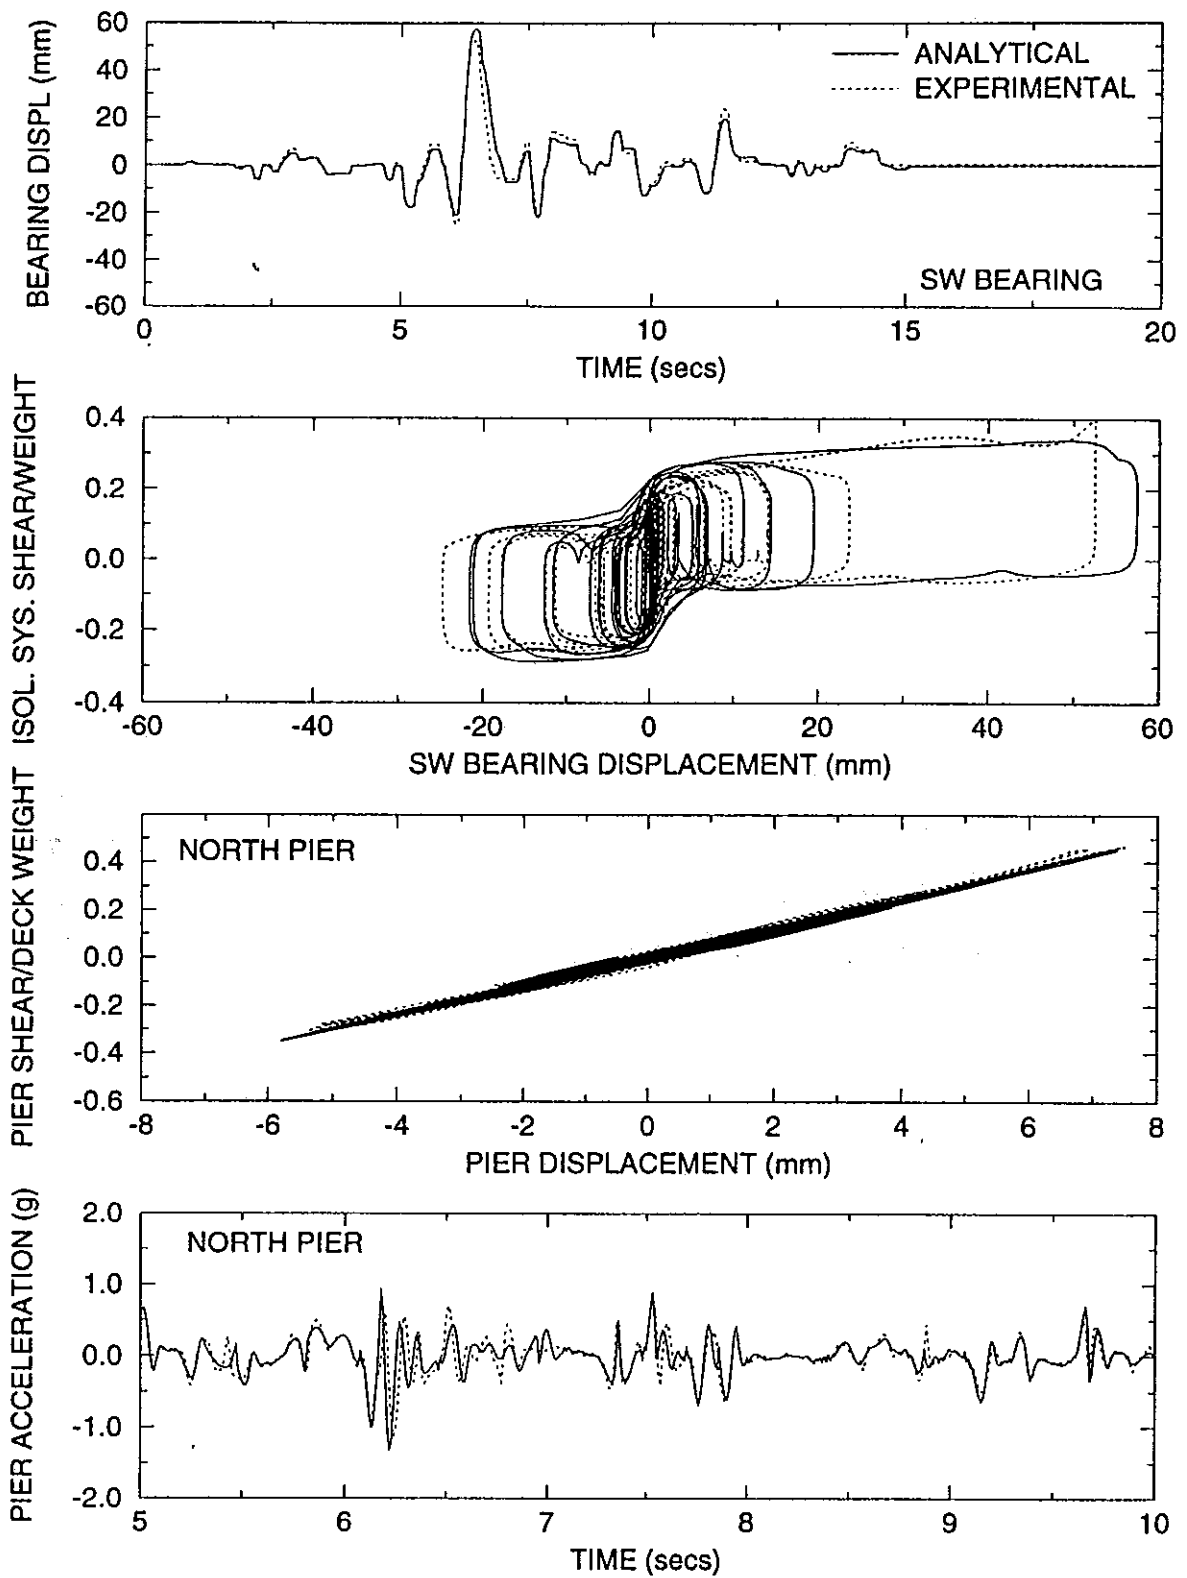 BEARING DISPL (mm)
60
40
20
0
-20
-40
-60
ANALYTICAL
EXPERIMENTAL
SW BEARING
0 5 10 15 20
TIME (secs)
ISOL. SYS. SHEAR/WEIGHT
0.4
0.2
0.0
-0.2
-0.4
-60 -40 -20 0 20 40 60
SW BEARING DISPLACEMENT (mm)
PIER SHEAR/DECK WEIGHT
NORTH PIER
0.4
0.2
0.0
-0.2
-0.4
-0.6
-8 -6 -4 -2 0 2 4 6 8
PIER DISPLACEMENT (mm)
PIER ACCELERATION (g)
2.0
NORTH PIER
1.0
0.0
-1.0
-2.0
5 6 7 8 9 10
TIME (secs)